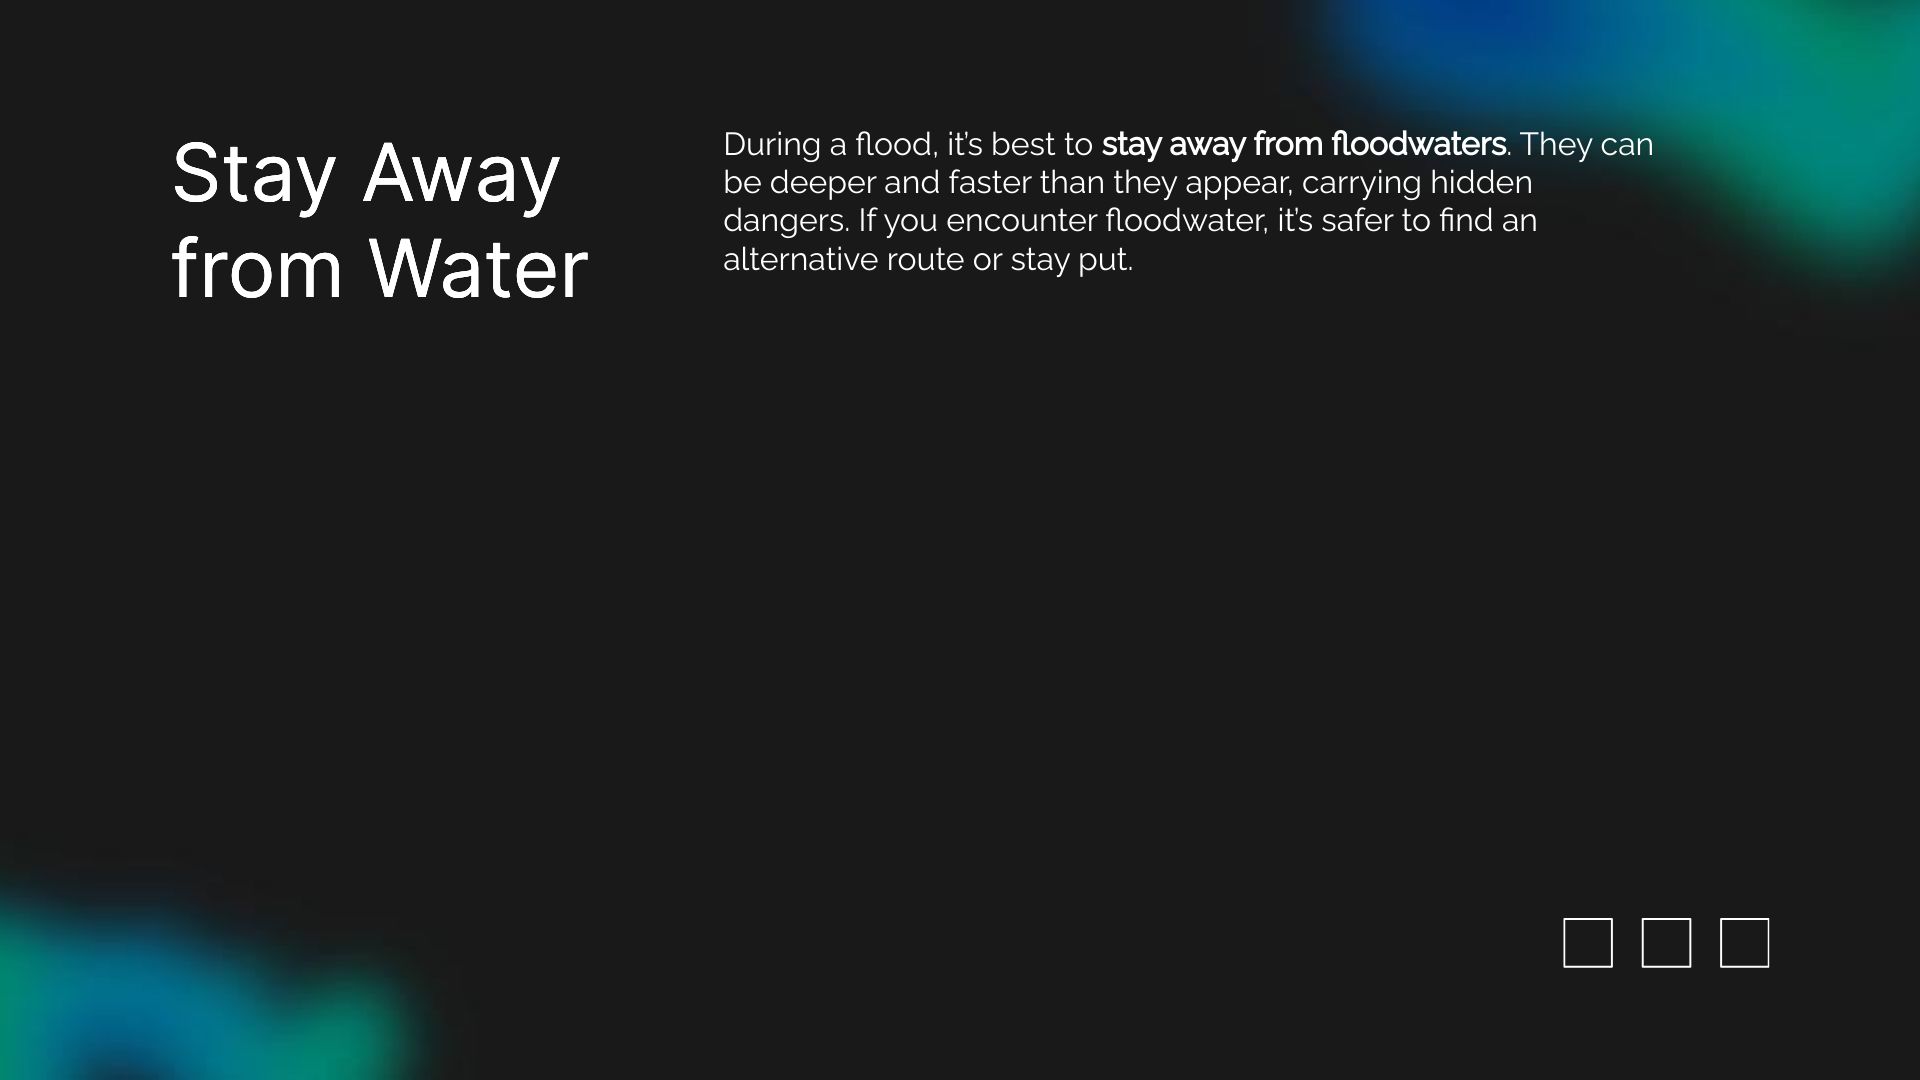 Stay Away
from Water
During a flood, it’s best to stay away from floodwaters. They can
be deeper and faster than they appear, carrying hidden
dangers. If you encounter floodwater, it’s safer to find an
alternative route or stay put.